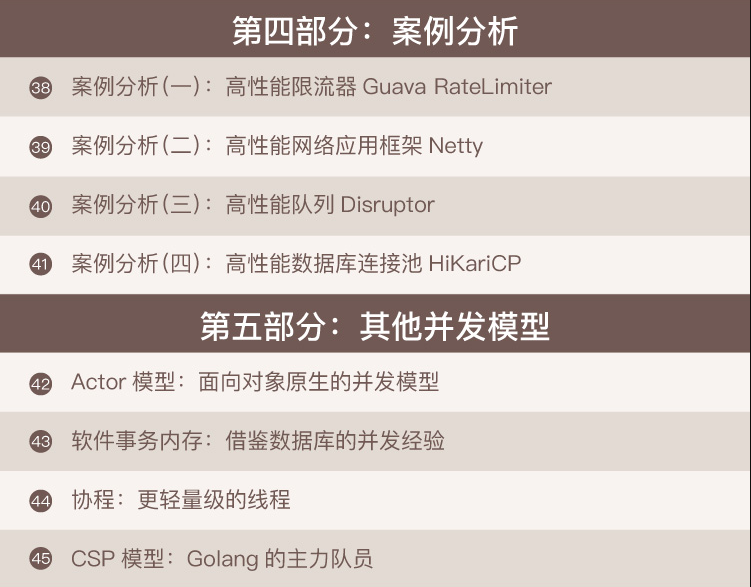 第四部分：案例分析
38 案例分析（一）：高性能限流器 Guava RateLimiter
39 案例分析（二）：高性能网络应用框架 Netty
40 案例分析（三）：高性能队列 Disruptor
41 案例分析（四）：高性能数据库连接池 HiKariCP
第五部分：其他并发模型
42 Actor 模型：面向对象原生的并发模型
43 软件事务内存：借鉴数据库的并发经验
44 协程：更轻量级的线程
45 CSP 模型：Golang 的主力队员